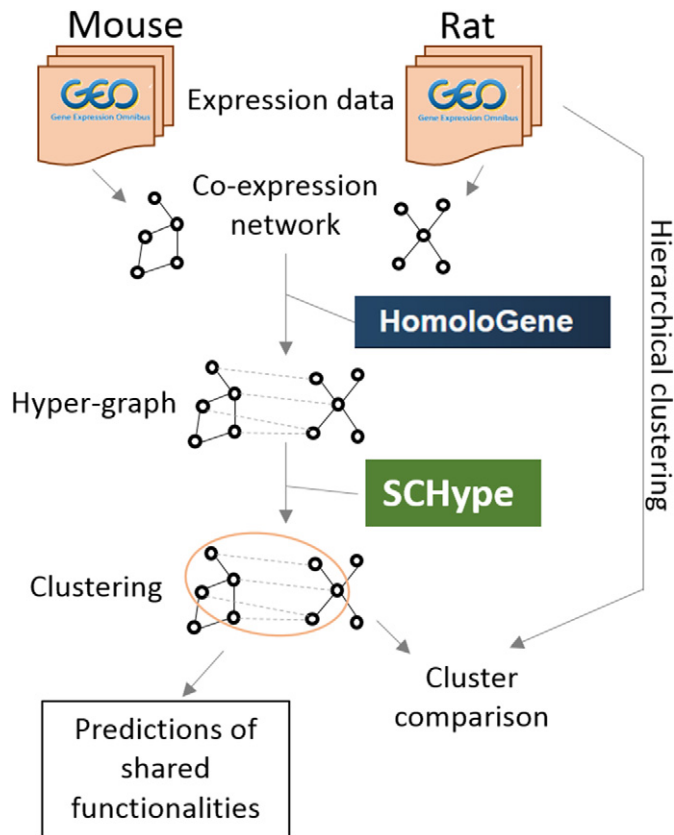 Mouse
Rat
GEO
Gene Expression Omnibus
Expression data
GEO
Gene Expression Omnibus
Co-expression
network
HomoloGene
Hierarchical clustering
Hyper-graph
SCHype
Clustering
Cluster
comparison
Predictions of
shared
functionalities